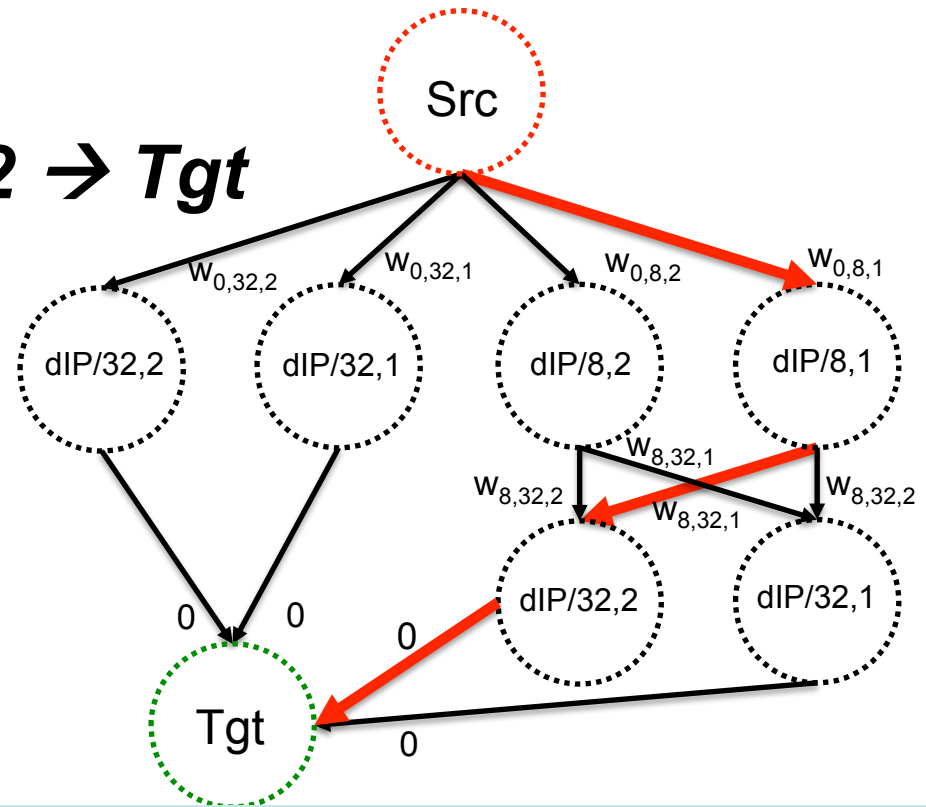 Src
2 → Tgt
w0,32,2 w0,32,1 w0,8,2 w0,8,1
dIP/32,2 dIP/32,1 dIP/8,2 dIP/8,1
w8,32,1
w8,32,2 w8,32,2
w8,32,1
dIP/32,2 dIP/32,1
0 0 0
Tgt
0